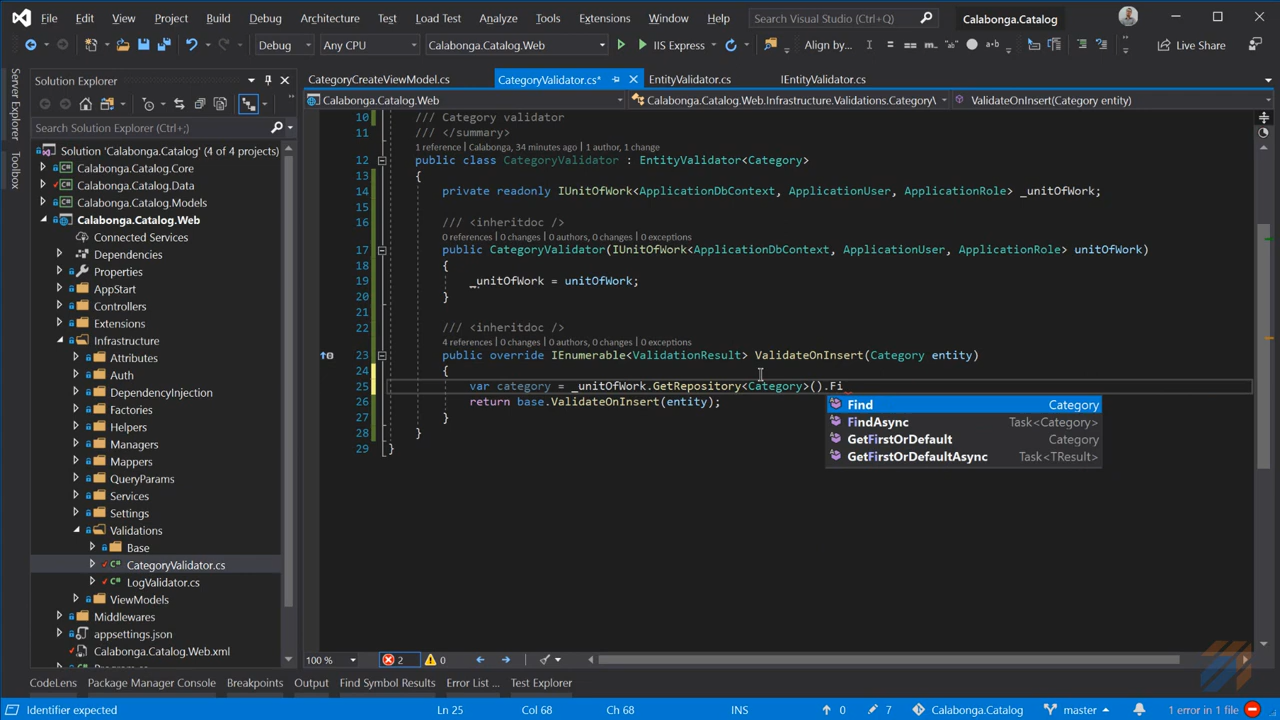 File Edit View Project Build Debug Architecture Test Load Test Analyze Tools Extensions Window Help Search Visual Studio (Ctrl+Q) Calabonga.Catalog
Debug Any CPU Calabonga.Catalog.Web IIS Express Align by... Live Share
Server Explorer
Toolbox
Solution Explorer
Search Solution Explorer (Ctrl+;)
Solution 'Calabonga.Catalog' (4 of 4 projects)
Calabonga.Catalog.Core
Calabonga.Catalog.Data
Calabonga.Catalog.Models
Calabonga.Catalog.Web
Connected Services
Dependencies
Properties
AppStart
Controllers
Extensions
Infrastructure
Attributes
Auth
DependencyInjection
Factories
Helpers
Managers
Mappers
QueryParams
Services
Settings
Validations
Base
CategoryValidator.cs
LogValidator.cs
ViewModels
Middlewares
appsettings.json
Calabonga.Catalog.Web.xml
CategoryCreateViewModel.cs CategoryValidator.cs* EntityValidator.cs IEntityValidator.cs
Calabonga.Catalog.Web Calabonga.Catalog.Web.Infrastructure.Validations.Category\ ValidateOnInsert(Category entity)
10 /// Category validator
11 /// </summary>
1 reference | Calabonga, 34 minutes ago | 1 author, 1 change
12 public class CategoryValidator : EntityValidator<Category>
13 {
14 private readonly IUnitOfWork<ApplicationDbContext, ApplicationUser, ApplicationRole> _unitOfWork;
15
16 /// <inheritdoc />
0 references | 0 changes | 0 authors, 0 changes | 0 exceptions
17 public CategoryValidator(IUnitOfWork<ApplicationDbContext, ApplicationUser, ApplicationRole> unitOfWork)
18 {
19 _unitOfWork = unitOfWork;
20 }
21
22 /// <inheritdoc />
4 references | 0 changes | 0 authors, 0 changes | 0 exceptions
23 public override IEnumerable<ValidationResult> ValidateOnInsert(Category entity)
24 {
25 var category = _unitOfWork.GetRepository<Category>().Fi
26 return base.ValidateOnInsert(entity);
27 }
28 }
29 }
Find Category
FindAsync Task<Category>
GetFirstOrDefault Category
GetFirstOrDefaultAsync Task<TResult>
100 % 2 0
CodeLens Package Manager Console Breakpoints Output Find Symbol Results Error List ... Test Explorer
Identifier expected Ln 25 Col 68 Ch 68 INS 0 7 Calabonga.Catalog master 1 error in 1 file